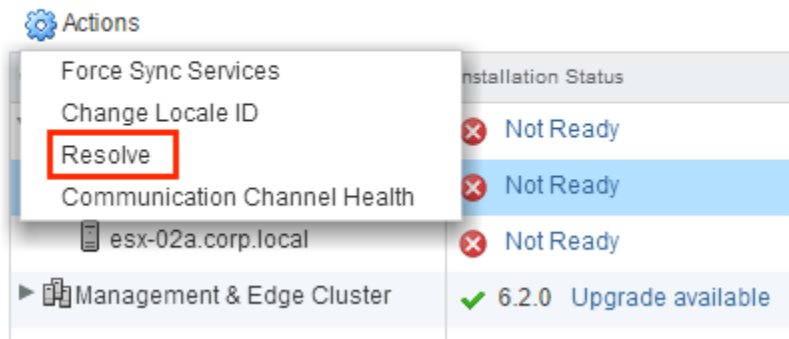 Actions
Force Sync Services
Change Locale ID
Resolve
Communication Channel Health
nstallation Status
Not Ready
Not Ready
esx-02a.corp.local Not Ready
Management & Edge Cluster 6.2.0 Upgrade available